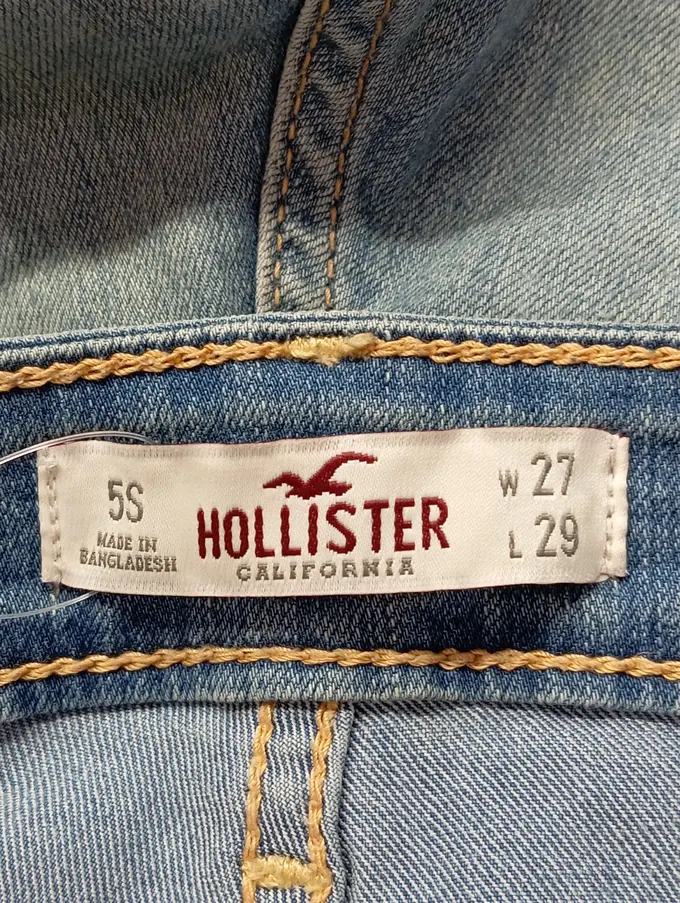 5S
MADE IN
BANGLADESH
HOLLISTER
CALIFORNIA
W 27
L 29